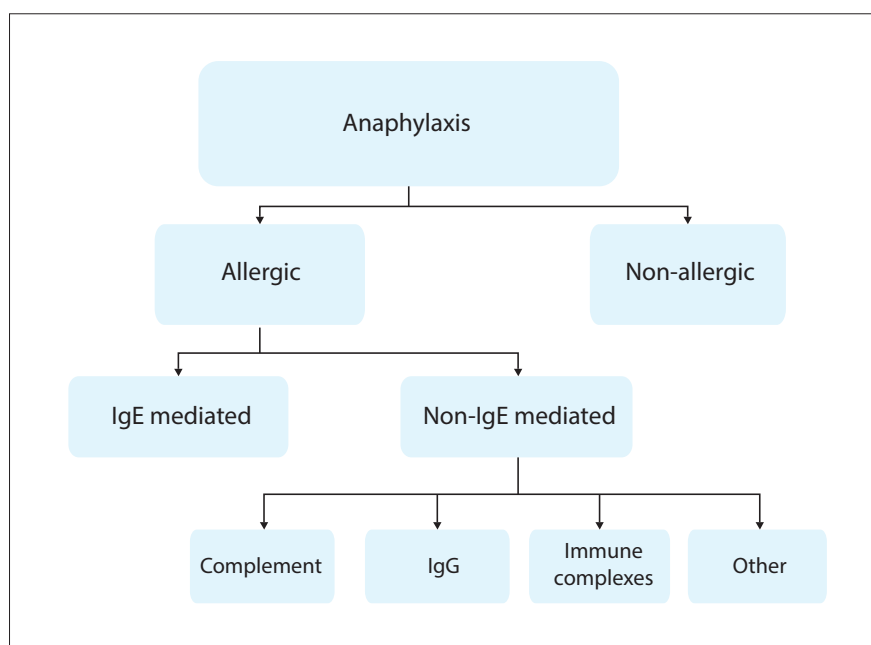 Anaphylaxis
Allergic
Non-allergic
IgE mediated
Non-IgE mediated
Complement
IgG
Immune
complexes
Other